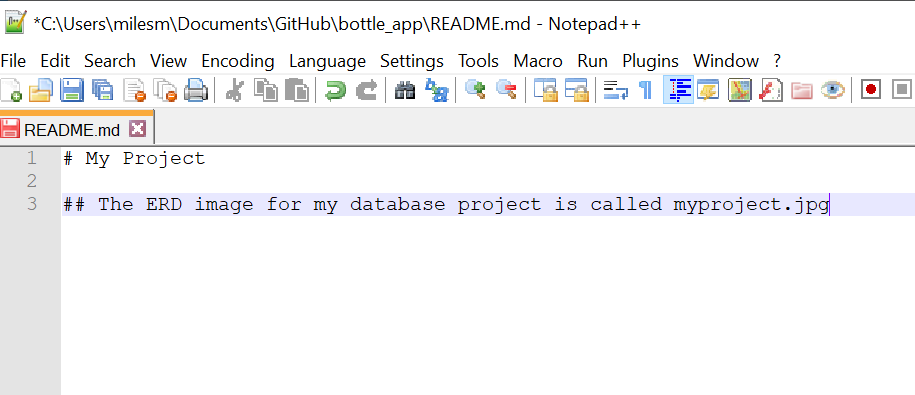 *C:\Users\milesm\Documents\GitHub\bottle_app\README.md - Notepad++
File Edit Search View Encoding Language Settings Tools Macro Run Plugins Window ?
README.md
1 # My Project
2
3 ## The ERD image for my database project is called myproject.jpg